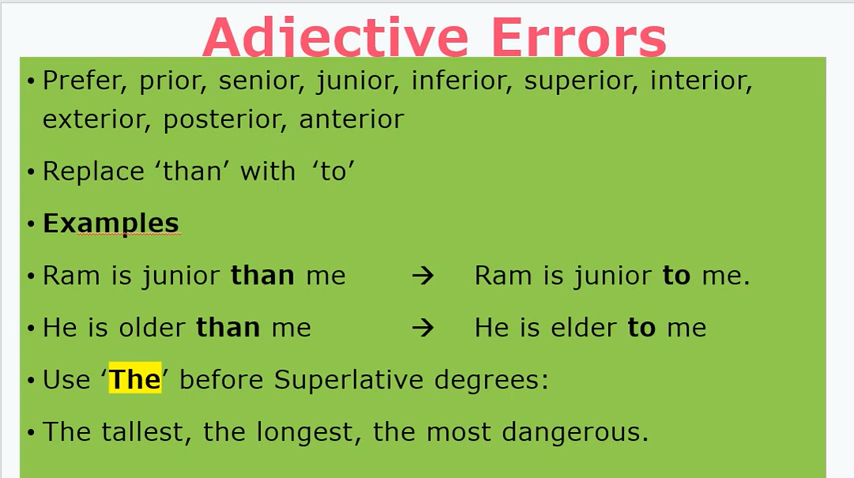 Adjective Errors
• Prefer, prior, senior, junior, inferior, superior, interior,
exterior, posterior, anterior
• Replace ‘than’ with ‘to’
• Examples
• Ram is junior than me → Ram is junior to me.
• He is older than me → He is elder to me
• Use ‘The’ before Superlative degrees:
• The tallest, the longest, the most dangerous.